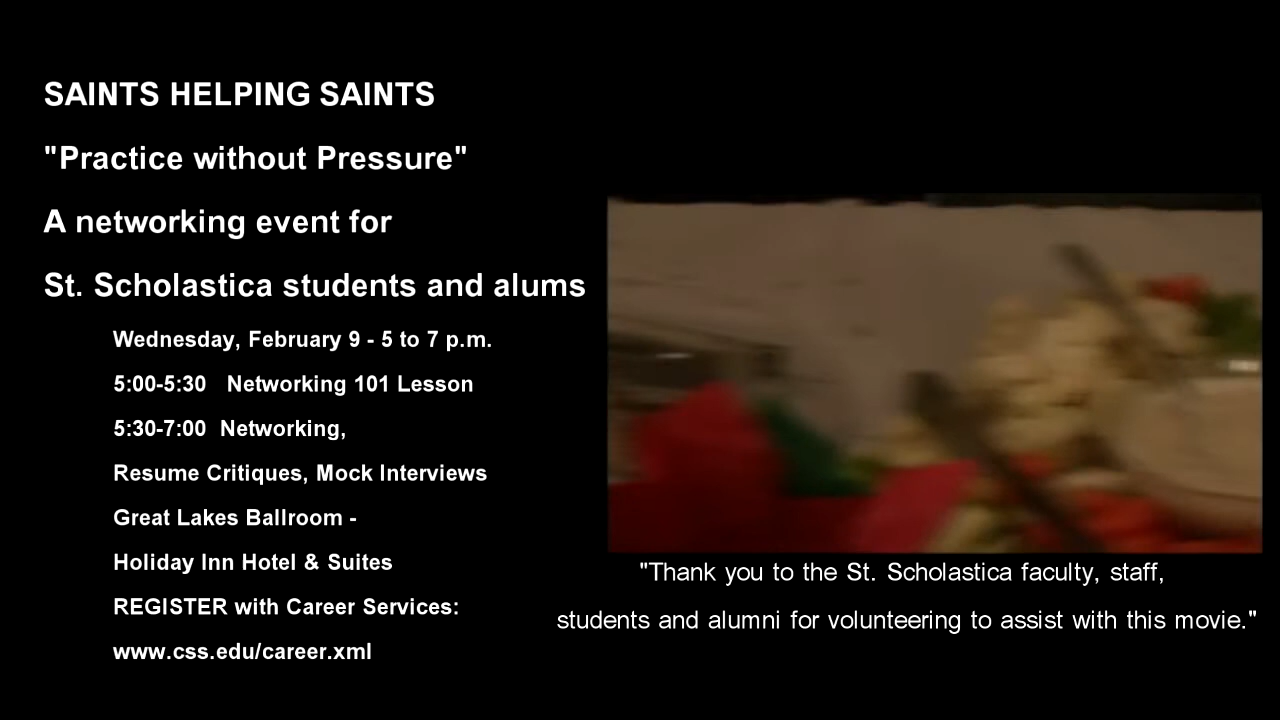 SAINTS HELPING SAINTS
"Practice without Pressure"
A networking event for
St. Scholastica students and alums
Wednesday, February 9 - 5 to 7 p.m.
5:00-5:30 Networking 101 Lesson
5:30-7:00 Networking,
Resume Critiques, Mock Interviews
Great Lakes Ballroom -
Holiday Inn Hotel & Suites
REGISTER with Career Services:
www.css.edu/career.xml
"Thank you to the St. Scholastica faculty, staff,
students and alumni for volunteering to assist with this movie."